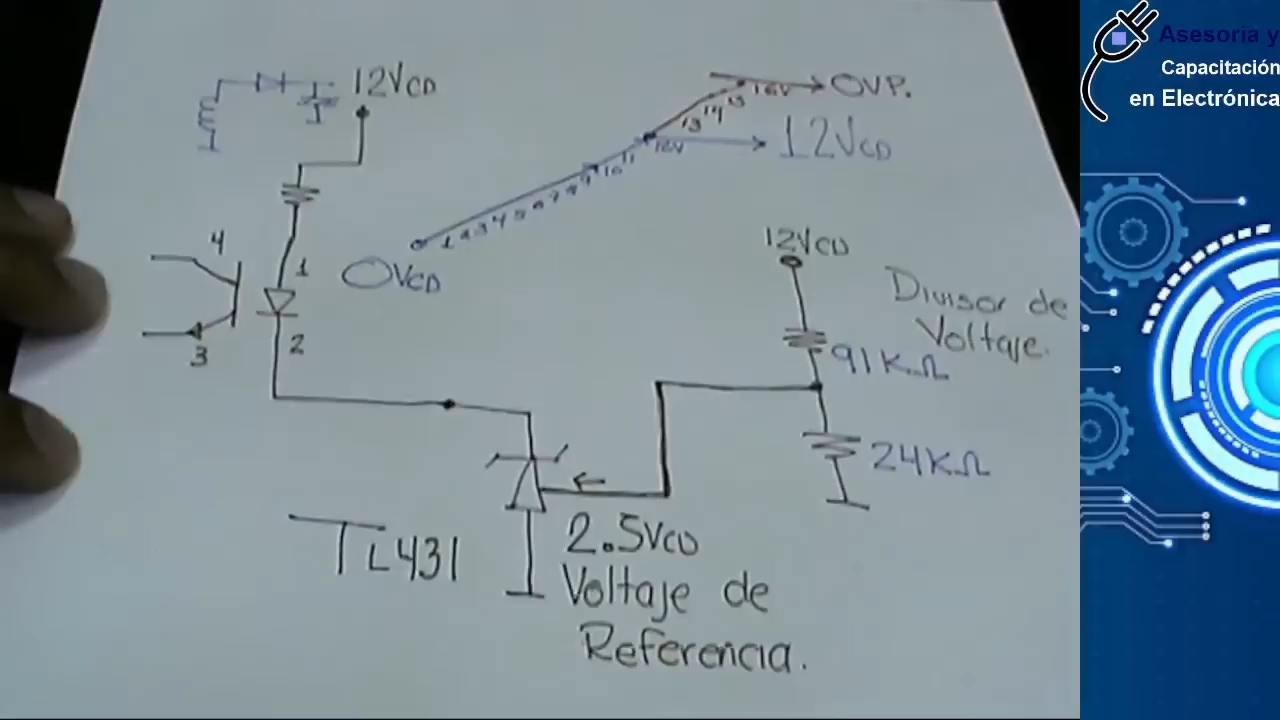 Asesoria y
Capacitación
en Electrónica
12VCD
16V
OVP.
13 14 15
12V
12VCD
1 2 3 4 5 6 7 8 9 10 11
0VCD
4
1
3
2
12VCD
Divisor de
Voltaje.
91KΩ
24KΩ
TL431
2.5VCD
Voltaje de
Referencia.